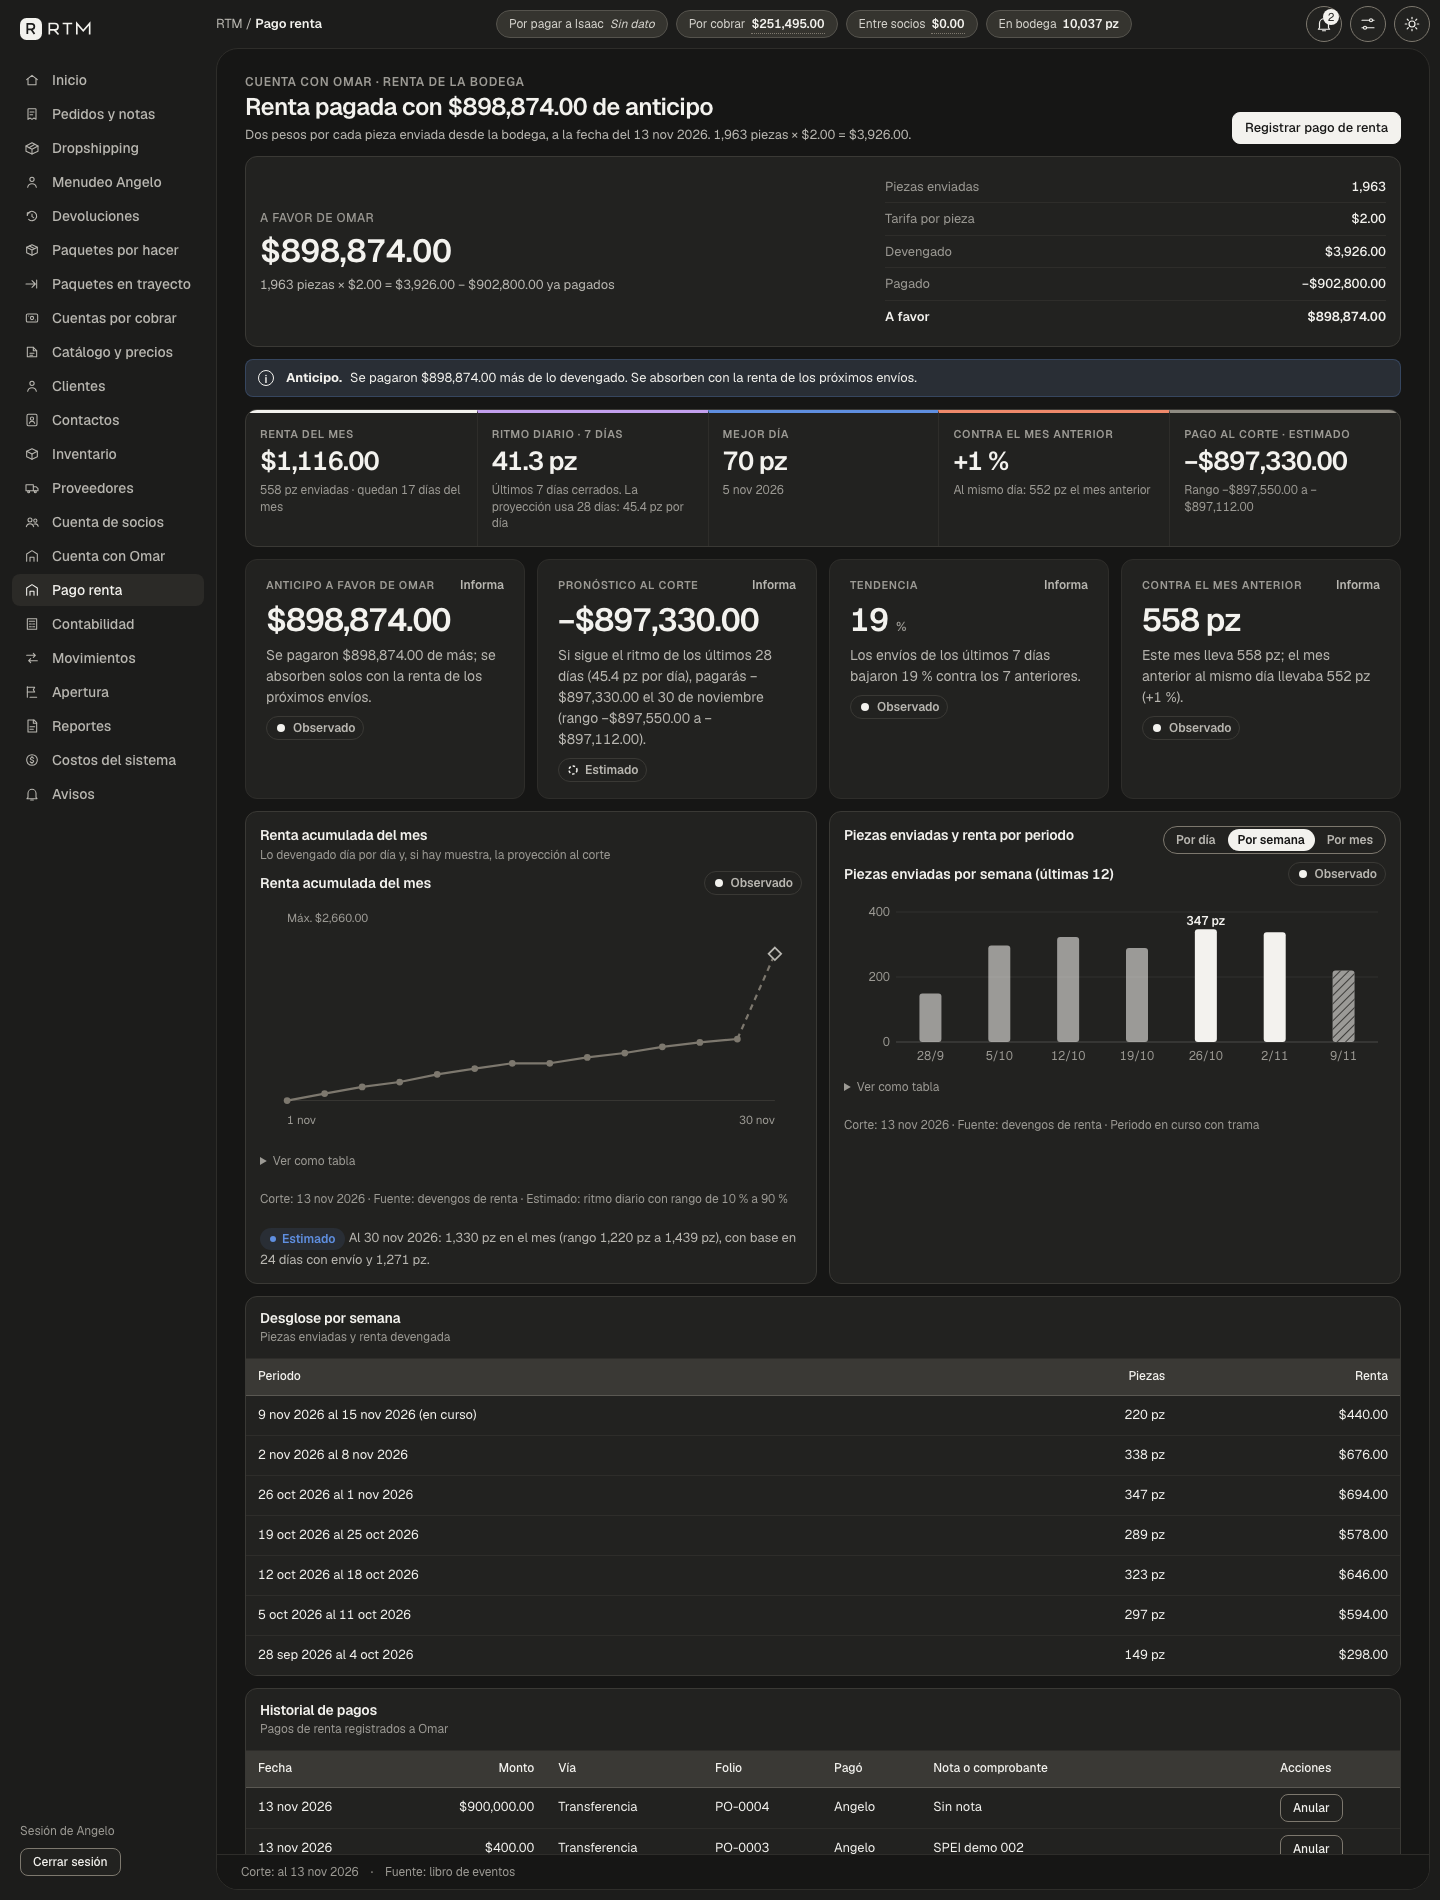 R RTM
RTM / Pago renta
Por pagar a Isaac Sin dato
Por cobrar $251,495.00
Entre socios $0.00
En bodega 10,037 pz
2
Inicio
Pedidos y notas
Dropshipping
Menudeo Angelo
Devoluciones
Paquetes por hacer
Paquetes en trayecto
Cuentas por cobrar
Catálogo y precios
Clientes
Contactos
Inventario
Proveedores
Cuenta de socios
Cuenta con Omar
Pago renta
Contabilidad
Movimientos
Apertura
Reportes
Costos del sistema
Avisos
Sesión de Angelo
Cerrar sesión
CUENTA CON OMAR · RENTA DE LA BODEGA
Renta pagada con $898,874.00 de anticipo
Dos pesos por cada pieza enviada desde la bodega, a la fecha del 13 nov 2026. 1,963 piezas × $2.00 = $3,926.00.
Registrar pago de renta
A FAVOR DE OMAR
$898,874.00
1,963 piezas × $2.00 = $3,926.00 − $902,800.00 ya pagados
Piezas enviadas 1,963
Tarifa por pieza $2.00
Devengado $3,926.00
Pagado −$902,800.00
A favor $898,874.00
Anticipo. Se pagaron $898,874.00 más de lo devengado. Se absorben con la renta de los próximos envíos.
RENTA DEL MES
$1,116.00
558 pz enviadas · quedan 17 días del
mes
RITMO DIARIO · 7 DÍAS
41.3 pz
Últimos 7 días cerrados. La
proyección usa 28 días: 45.4 pz por
día
MEJOR DÍA
70 pz
5 nov 2026
CONTRA EL MES ANTERIOR
+1 %
Al mismo día: 552 pz el mes anterior
PAGO AL CORTE · ESTIMADO
−$897,330.00
Rango −$897,550.00 a −
$897,112.00
ANTICIPO A FAVOR DE OMAR Informa
$898,874.00
Se pagaron $898,874.00 de más; se
absorben solos con la renta de los
próximos envíos.
Observado
PRONÓSTICO AL CORTE Informa
−$897,330.00
Si sigue el ritmo de los últimos 28
días (45.4 pz por día), pagarás −
$897,330.00 el 30 de noviembre
(rango −$897,550.00 a −
$897,112.00).
Estimado
TENDENCIA Informa
19 %
Los envíos de los últimos 7 días
bajaron 19 % contra los 7 anteriores.
Observado
CONTRA EL MES ANTERIOR Informa
558 pz
Este mes lleva 558 pz; el mes
anterior al mismo día llevaba 552 pz
(+1 %).
Observado
Renta acumulada del mes
Lo devengado día por día y, si hay muestra, la proyección al corte
Renta acumulada del mes Observado
Máx. $2,660.00
1 nov 30 nov
Ver como tabla
Corte: 13 nov 2026 · Fuente: devengos de renta · Estimado: ritmo diario con rango de 10 % a 90 %
Estimado Al 30 nov 2026: 1,330 pz en el mes (rango 1,220 pz a 1,439 pz), con base en
24 días con envío y 1,271 pz.
Piezas enviadas y renta por periodo
Por día Por semana Por mes
Piezas enviadas por semana (últimas 12) Observado
400
347 pz
200
0
28/9 5/10 12/10 19/10 26/10 2/11 9/11
Ver como tabla
Corte: 13 nov 2026 · Fuente: devengos de renta · Periodo en curso con trama
Desglose por semana
Piezas enviadas y renta devengada
Periodo Piezas Renta
9 nov 2026 al 15 nov 2026 (en curso) 220 pz $440.00
2 nov 2026 al 8 nov 2026 338 pz $676.00
26 oct 2026 al 1 nov 2026 347 pz $694.00
19 oct 2026 al 25 oct 2026 289 pz $578.00
12 oct 2026 al 18 oct 2026 323 pz $646.00
5 oct 2026 al 11 oct 2026 297 pz $594.00
28 sep 2026 al 4 oct 2026 149 pz $298.00
Historial de pagos
Pagos de renta registrados a Omar
Fecha Monto Vía Folio Pagó Nota o comprobante Acciones
13 nov 2026 $900,000.00 Transferencia PO-0004 Angelo Sin nota Anular
13 nov 2026 $400.00 Transferencia PO-0003 Angelo SPEI demo 002 Anular
Corte: al 13 nov 2026 · Fuente: libro de eventos